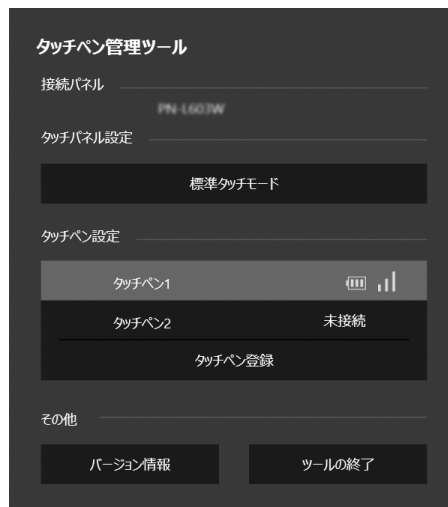 タッチペン管理ツール
接続パネル
PN-L603W
タッチパネル設定
標準タッチモード
タッチペン設定
タッチペン1
タッチペン2 未接続
タッチペン登録
その他
バージョン情報 ツールの終了